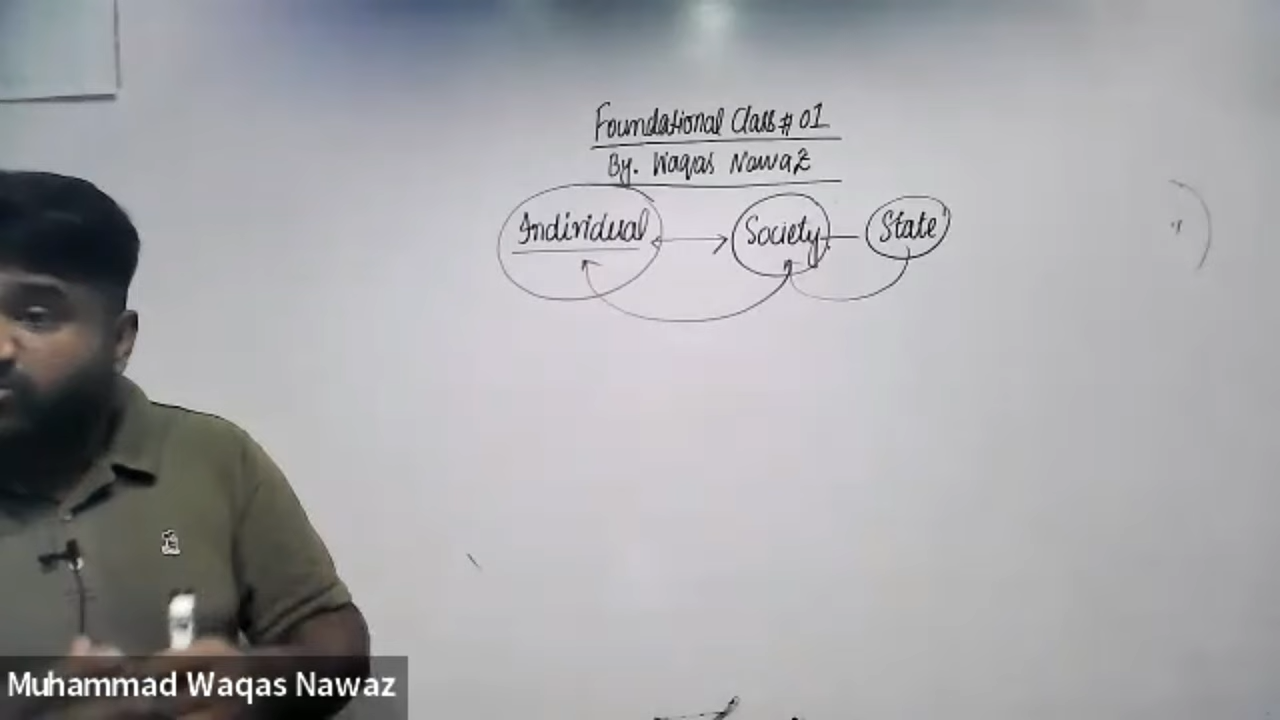 Foundational Class # 01
By. Waqas Nawaz
Individual Society State
Muhammad Waqas Nawaz